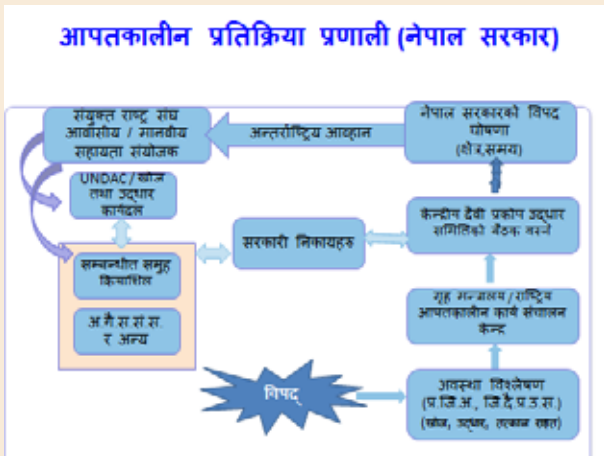 आपतकालीन प्रतिक्रिया प्रणाली (नेपाल सरकार)
संयुक्त राष्ट्र संघ
आवासीय / मानवीय
सहायता संयोजक
अन्तर्राष्ट्रिय आव्हान
नेपाल सरकारको विपद
घोषणा
(क्षेत्र,समय)
UNDAC/खोज
तथा उद्धार
कार्यदल
सरकारी निकायहरु
केन्द्रीय दैवी प्रकोप उद्धार
समितिको बैठक बस्ने
सम्बन्धीत समुह
क्रियाशिल
अ.गै.स.सं.स.
र अन्य
गृह मन्त्रालय/राष्ट्रिय
आपतकालीन कार्य संचालन
केन्द्र
विपद्
अवस्था विश्लेषण
(प्र.जि.अ., जि.दै.प्र.उ.स.)
(खोज, उद्धार, तत्काल राहत)